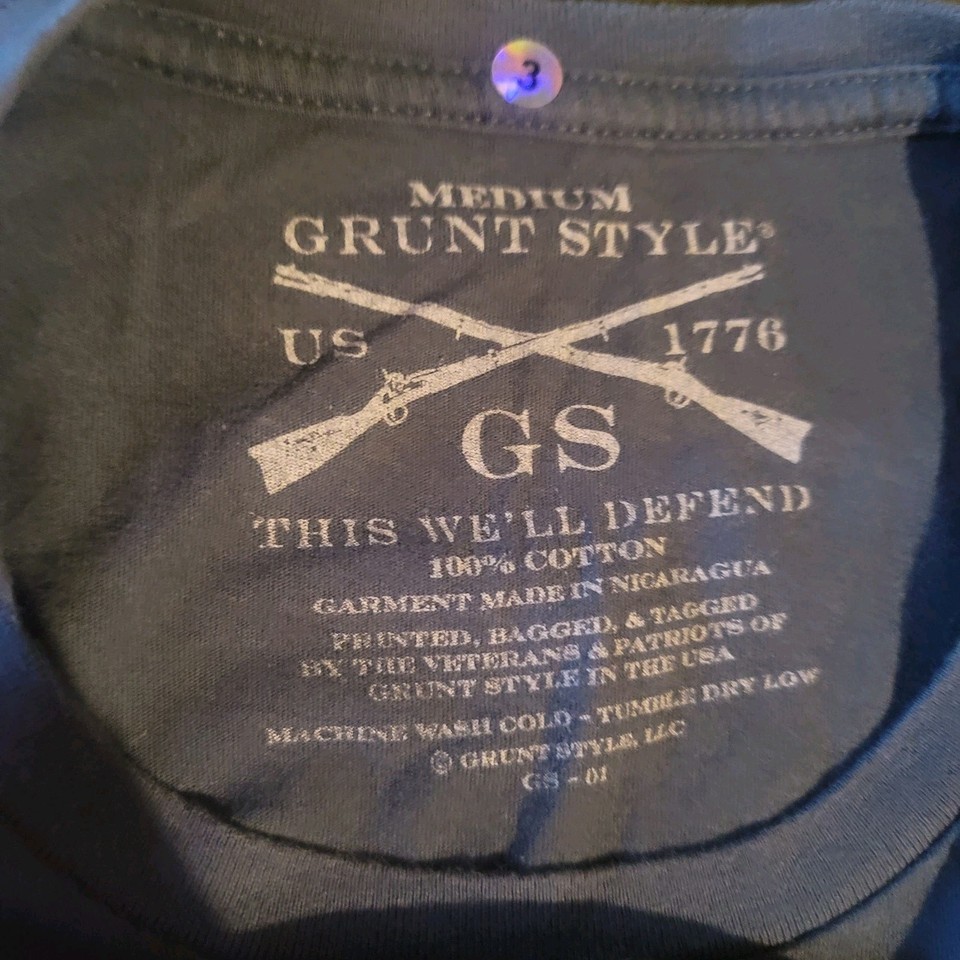 3
MEDIUM
GRUNT STYLE®
US 1776
GS
THIS WE'LL DEFEND
100% COTTON
GARMENT MADE IN NICARAGUA
PRINTED, BAGGED, & TAGGED
BY THE VETERANS & PATRIOTS OF
GRUNT STYLE IN THE USA
MACHINE WASH COLD - TUMBLE DRY LOW
© GRUNT STYLE, LLC
GS - 01